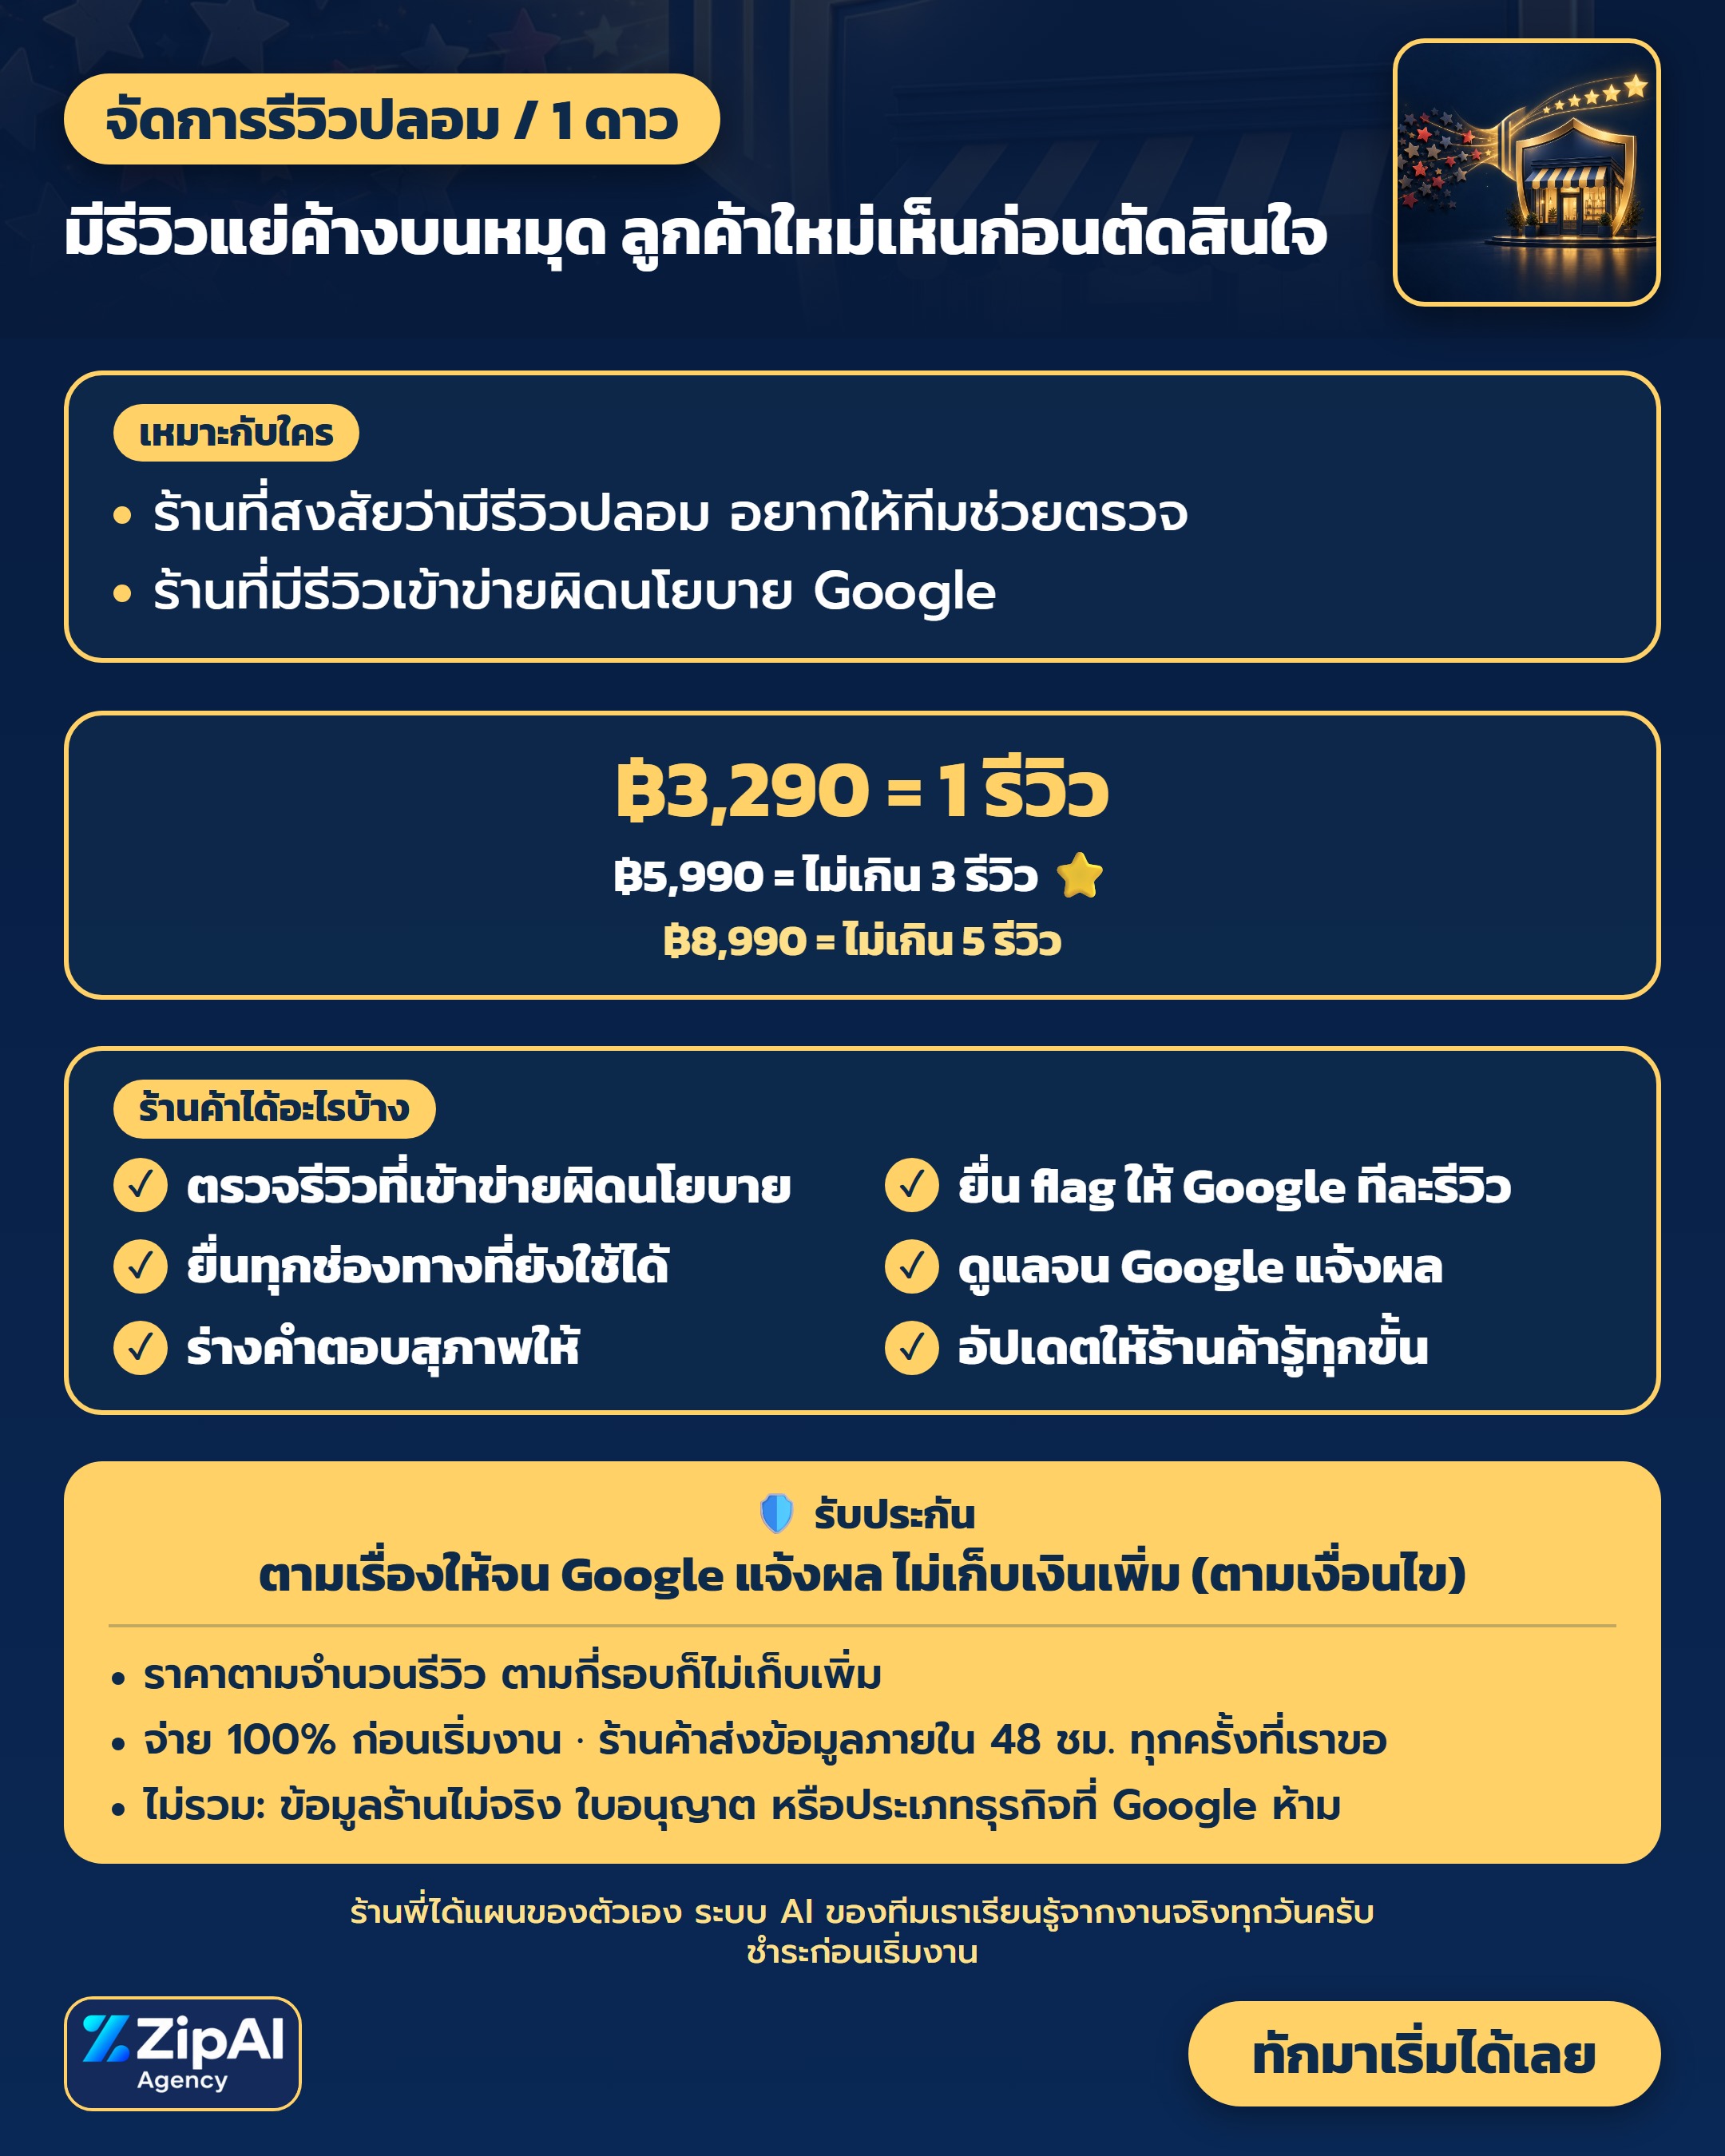 จัดการรีวิวปลอม / 1 ดาว
มีรีวิวแย่ค้างบนหมุด ลูกค้าใหม่เห็นก่อนตัดสินใจ
เหมาะกับใคร
• ร้านที่สงสัยว่ามีรีวิวปลอม อยากให้ทีมช่วยตรวจ
• ร้านที่มีรีวิวเข้าข่ายผิดนโยบาย Google
฿3,290 = 1 รีวิว
฿5,990 = ไม่เกิน 3 รีวิว ⭐
฿8,990 = ไม่เกิน 5 รีวิว
ร้านค้าได้อะไรบ้าง
✓ ตรวจรีวิวที่เข้าข่ายผิดนโยบาย
✓ ยื่น flag ให้ Google ทีละรีวิว
✓ ยื่นทุกช่องทางที่ยังใช้ได้
✓ ดูแลจน Google แจ้งผล
✓ ร่างคำตอบสุภาพให้
✓ อัปเดตให้ร้านค้ารู้ทุกขั้น
🛡️ รับประกัน
ตามเรื่องให้จน Google แจ้งผล ไม่เก็บเงินเพิ่ม (ตามเงื่อนไข)
• ราคาตามจำนวนรีวิว ตามกี่รอบก็ไม่เก็บเพิ่ม
• จ่าย 100% ก่อนเริ่มงาน · ร้านค้าส่งข้อมูลภายใน 48 ชม. ทุกครั้งที่เราขอ
• ไม่รวม: ข้อมูลร้านไม่จริง ใบอนุญาต หรือประเภทธุรกิจที่ Google ห้าม
ร้านพี่ได้แผนของตัวเอง ระบบ AI ของทีมเราเรียนรู้จากงานจริงทุกวันครับ
ชำระก่อนเริ่มงาน
ZipAI
Agency
ทักมาเริ่มได้เลย